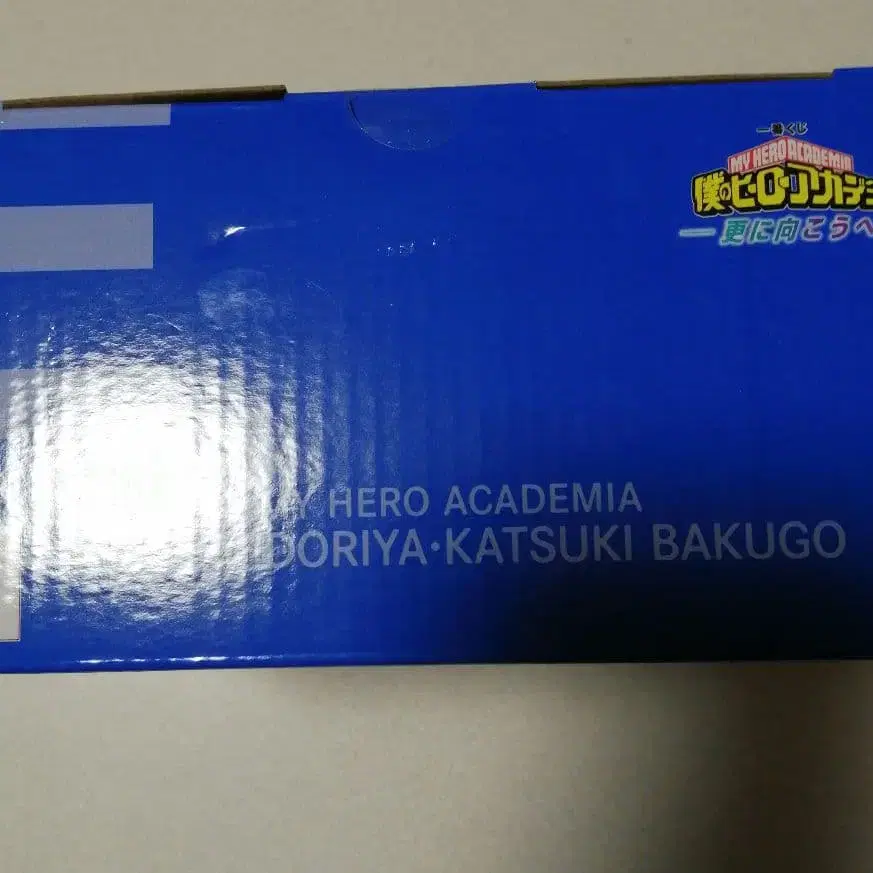 一番くじ
MY HERO ACADEMIA
僕のヒーローアカデミ
―更に向こうへ
MY HERO ACADEMIA
DORIYA・KATSUKI BAKUGO